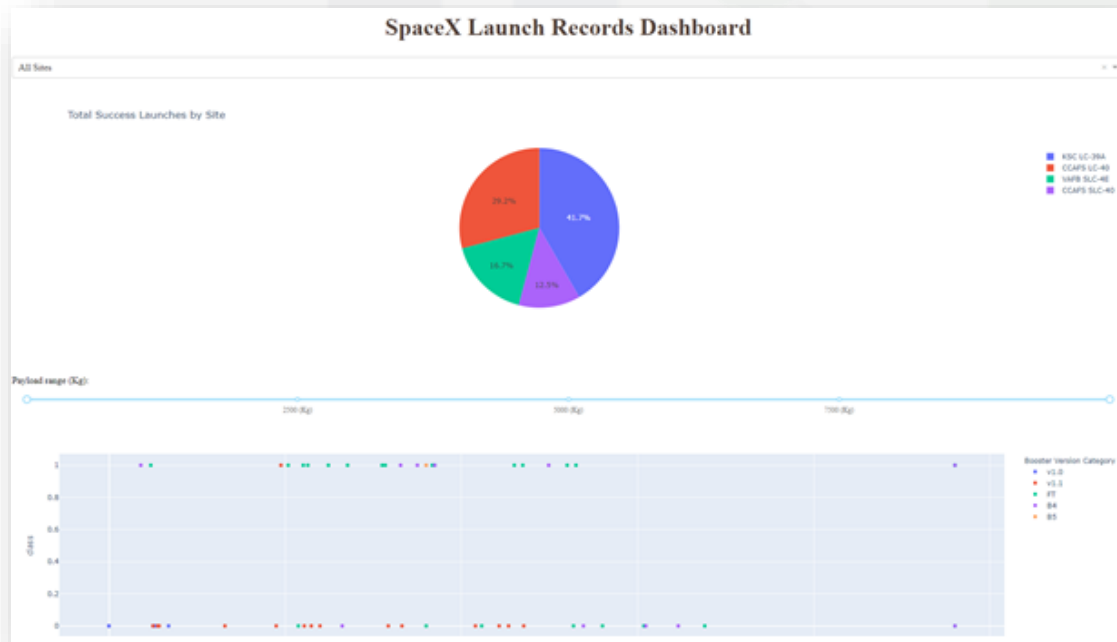 SpaceX Launch Records Dashboard
All Sites
Total Success Launches by Site
KSC LC-39A
CCAFS LC-40
VAFB SLC-4E
CCAFS SLC-40
29.2%
41.7%
16.7%
12.5%
Payload range (Kg):
2500 (Kg)
5000 (Kg)
7500 (Kg)
Booster Version Category
v1.0
v1.1
FT
B4
B5
class
1
0.8
0.6
0.4
0.2
0